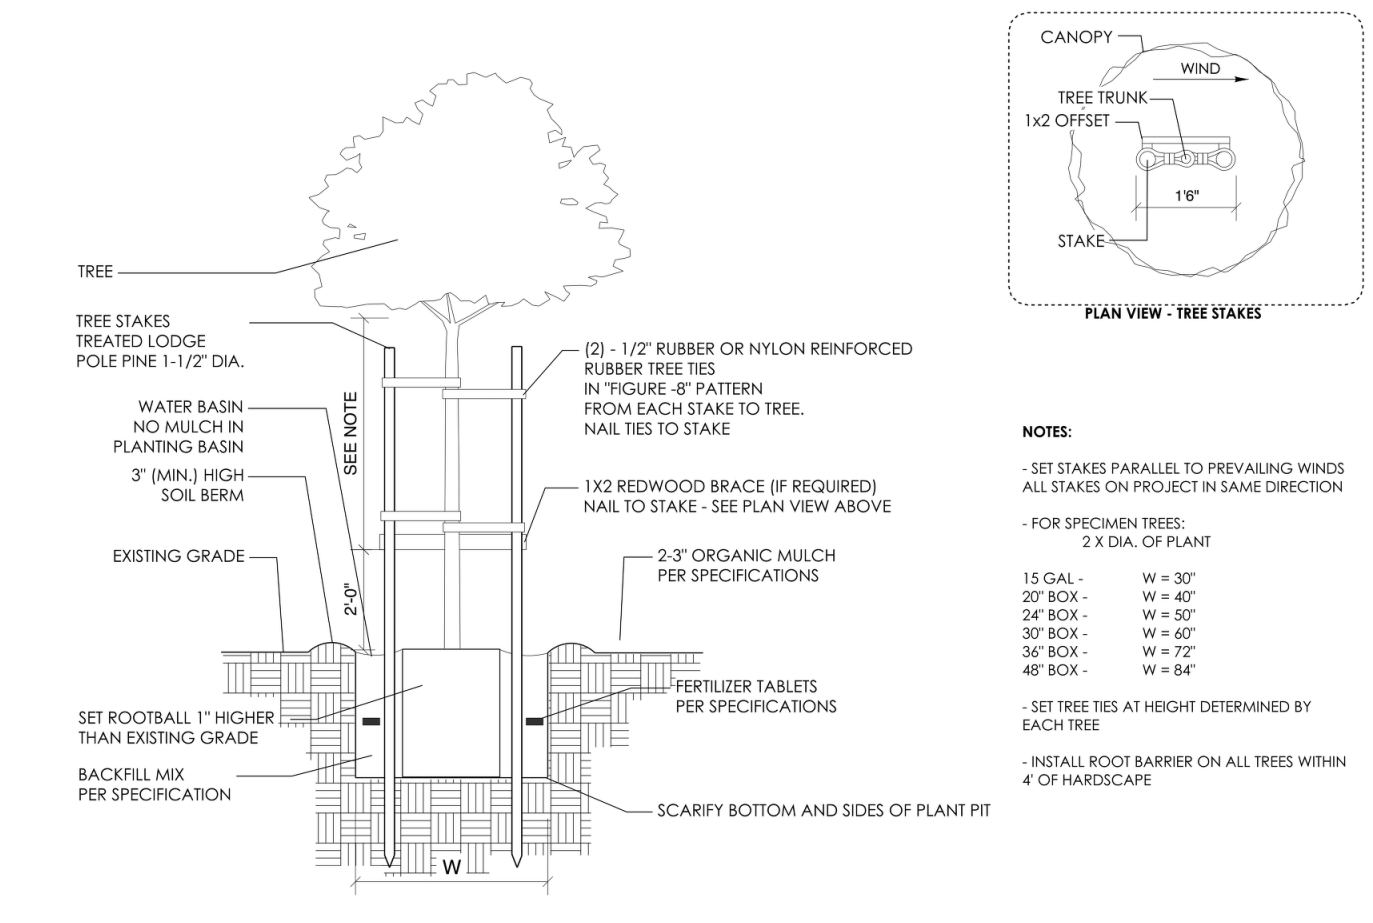 CANOPY
WIND
TREE TRUNK
1x2 OFFSET
1'6"
STAKE
PLAN VIEW - TREE STAKES
TREE
TREE STAKES
TREATED LODGE
POLE PINE 1-1/2" DIA.
WATER BASIN
NO MULCH IN
PLANTING BASIN
3" (MIN.) HIGH
SOIL BERM
EXISTING GRADE
SET ROOTBALL 1" HIGHER
THAN EXISTING GRADE
BACKFILL MIX
PER SPECIFICATION
SEE NOTE
2'-0"
W
(2) - 1/2" RUBBER OR NYLON REINFORCED
RUBBER TREE TIES
IN "FIGURE -8" PATTERN
FROM EACH STAKE TO TREE.
NAIL TIES TO STAKE
1X2 REDWOOD BRACE (IF REQUIRED)
NAIL TO STAKE - SEE PLAN VIEW ABOVE
2-3" ORGANIC MULCH
PER SPECIFICATIONS
FERTILIZER TABLETS
PER SPECIFICATIONS
SCARIFY BOTTOM AND SIDES OF PLANT PIT
NOTES:
- SET STAKES PARALLEL TO PREVAILING WINDS
ALL STAKES ON PROJECT IN SAME DIRECTION
- FOR SPECIMEN TREES:
2 X DIA. OF PLANT
15 GAL - W = 30"
20" BOX - W = 40"
24" BOX - W = 50"
30" BOX - W = 60"
36" BOX - W = 72"
48" BOX - W = 84"
- SET TREE TIES AT HEIGHT DETERMINED BY
EACH TREE
- INSTALL ROOT BARRIER ON ALL TREES WITHIN
4' OF HARDSCAPE